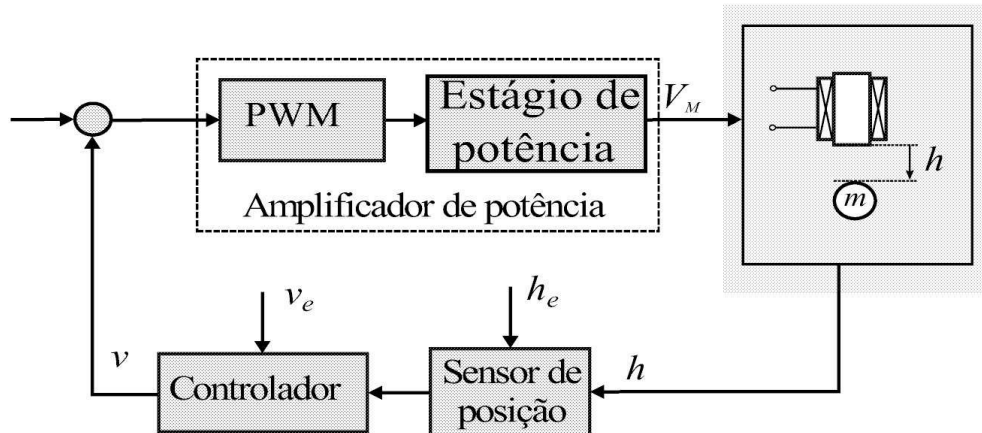 PWM
Estágio de
potência
Amplificador de potência
V_M
h
m
v_e
h_e
v
Controlador
Sensor de
posição
h